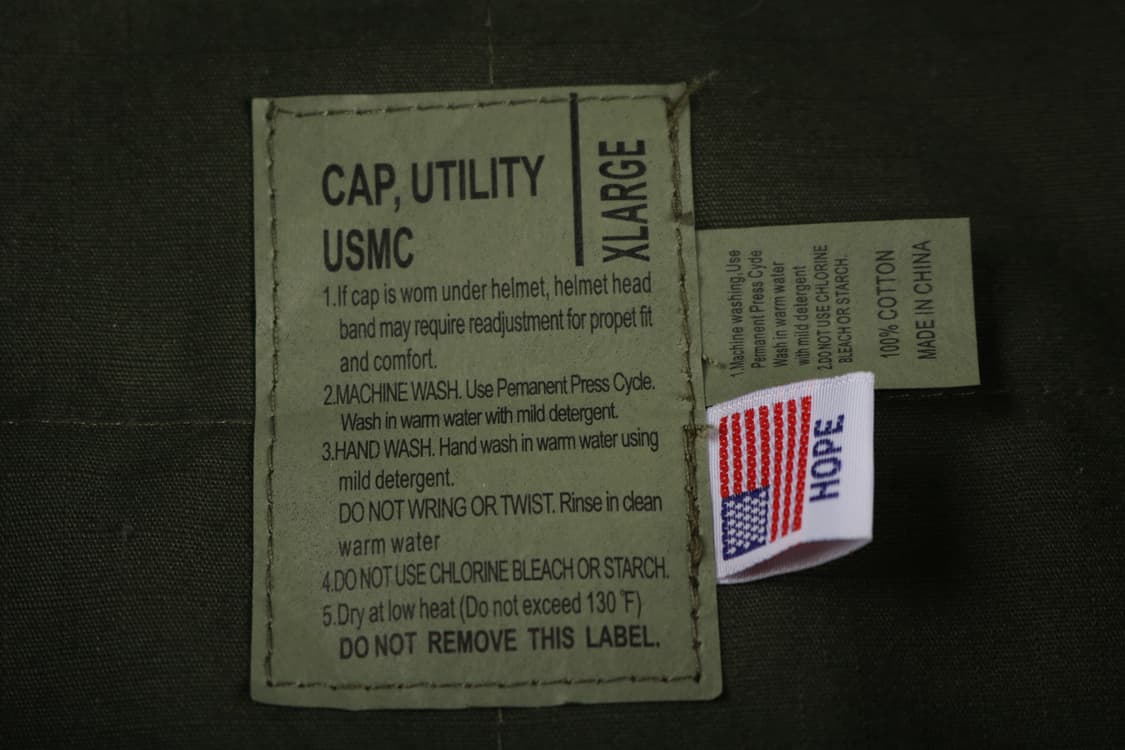 CAP, UTILITY
USMC
XLARGE
1.If cap is wom under helmet, helmet head
band may require readjustment for propet fit
and comfort.
2.MACHINE WASH. Use Pemanent Press Cycle.
Wash in warm water with mild detergent.
3.HAND WASH. Hand wash in warm water using
mild detergent.
DO NOT WRING OR TWIST. Rinse in clean
warm water
4.DO NOT USE CHLORINE BLEACH OR STARCH.
5.Dry at low heat (Do not exceed 130 °F)
DO NOT REMOVE THIS LABEL.
1.Machine washing,Use
Permanent Press Cyde
Wash in warm water
with mild detergent
2.DO NOT USE CHLORINE
BLEACH OR STARCH.
100% COTTON
MADE IN CHINA
HOPE.